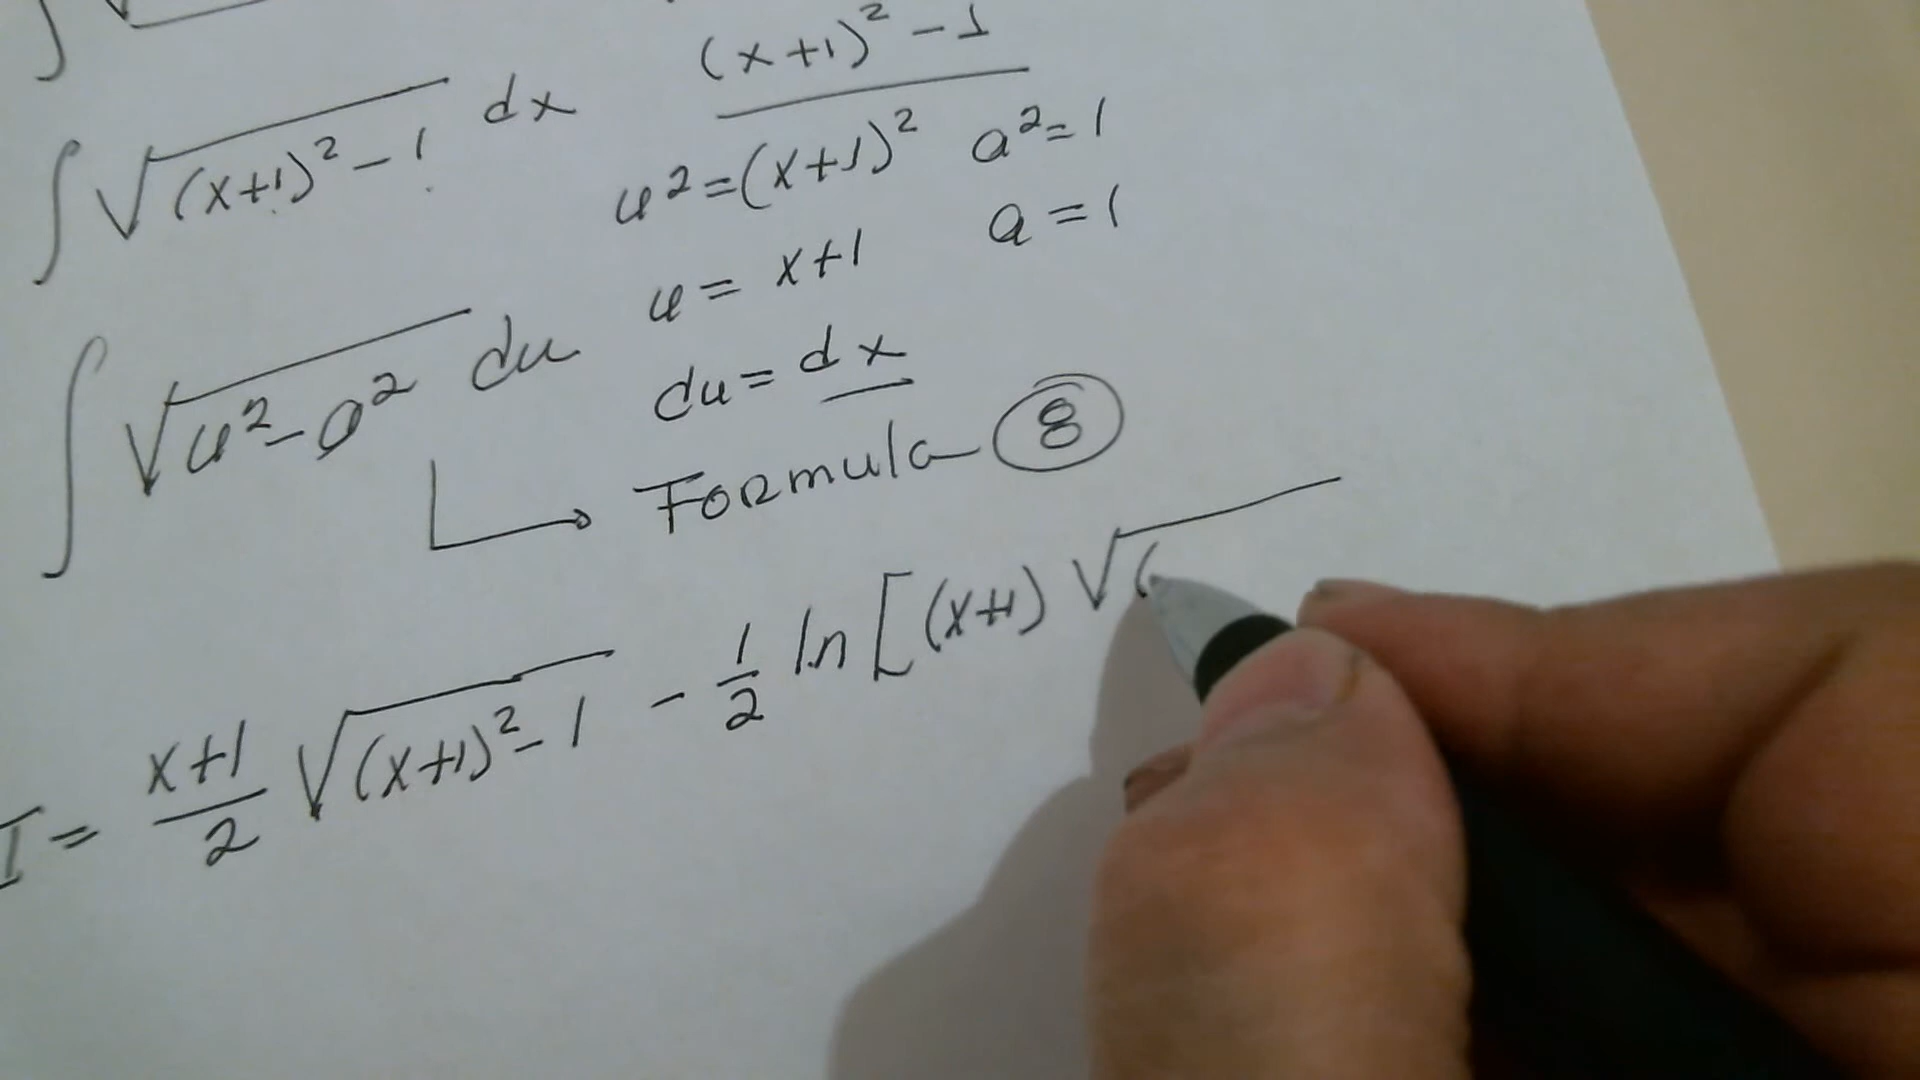 ∫ √
(x+1)² - 1
∫ √(x+1)² - 1 dx
u² = (x+1)² a² = 1
u = x+1 a = 1
∫ √u² - a² du
du = dx
Formula 8
I = x+1/2 √(x+1)² - 1 - 1/2 ln [(x+1) √(